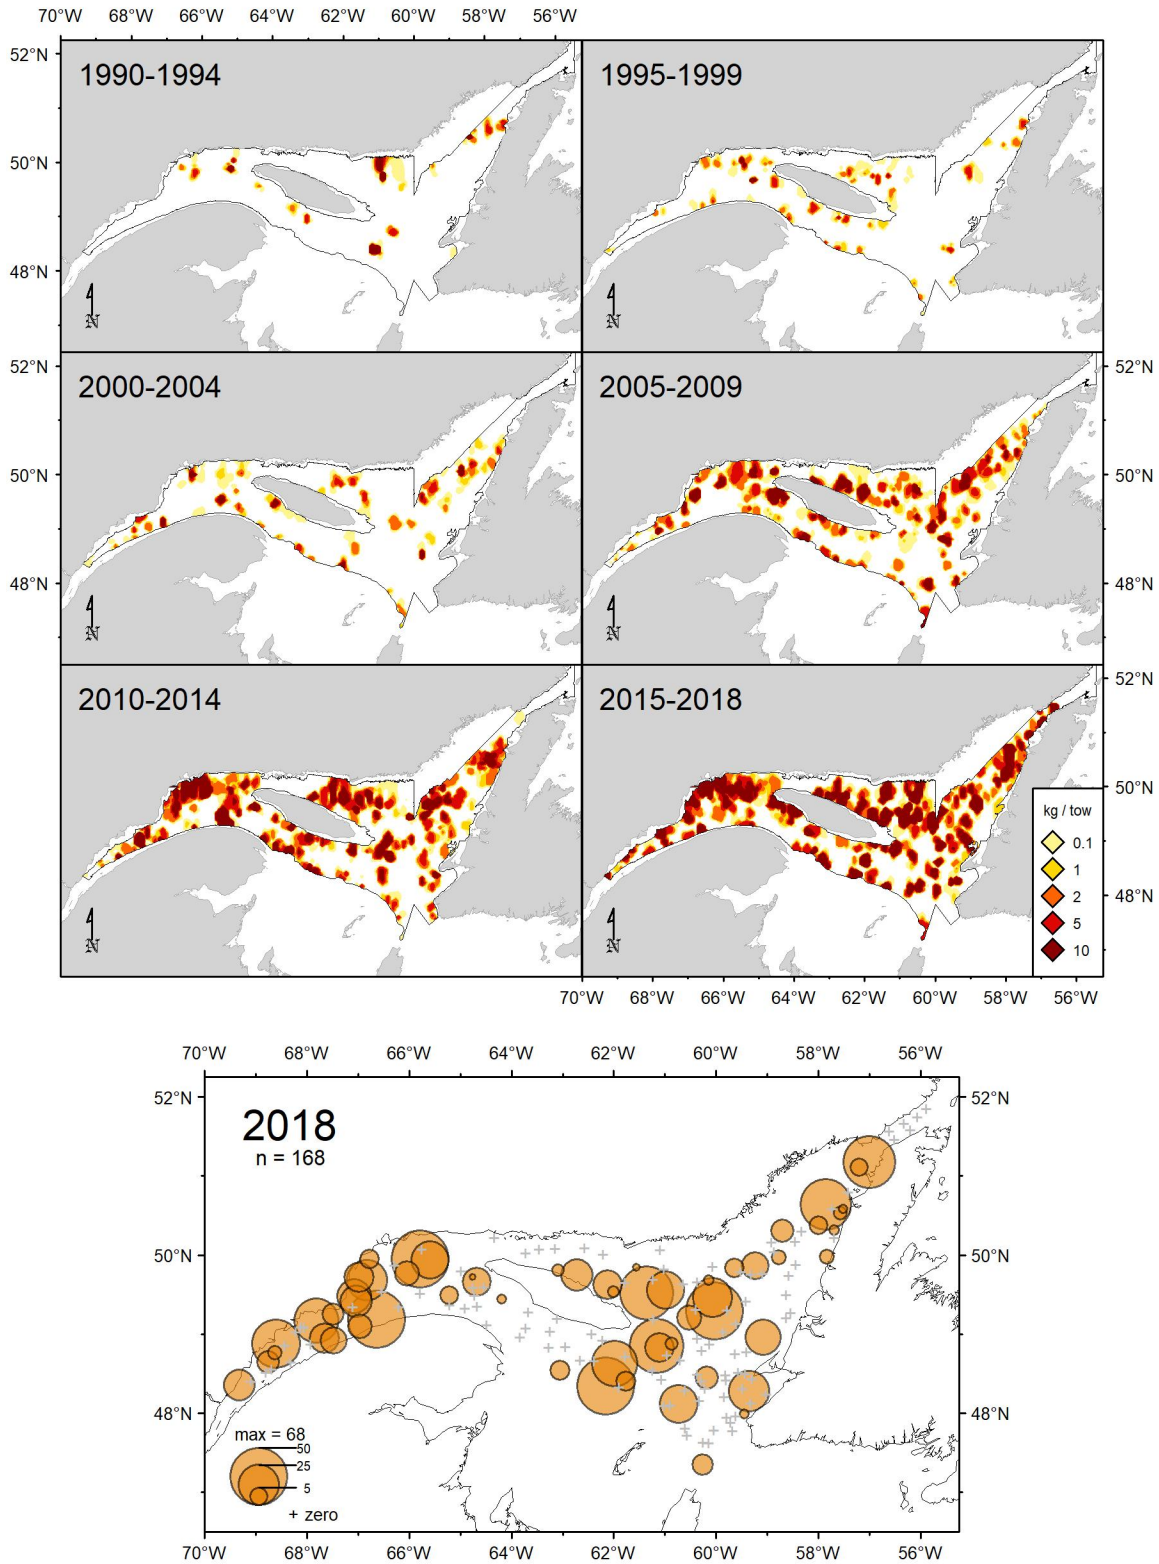 70°W 68°W 66°W 64°W 62°W 60°W 58°W 56°W
52°N
50°N
48°N
1990-1994
N
1995-1999
N
52°N
50°N
48°N
2000-2004
N
2005-2009
N
52°N
50°N
48°N
2010-2014
N
2015-2018
N
52°N
50°N
48°N
kg / tow
0.1
1
2
5
10
70°W 68°W 66°W 64°W 62°W 60°W 58°W 56°W
70°W 68°W 66°W 64°W 62°W 60°W 58°W 56°W
52°N
50°N
48°N
2018
n = 168
52°N
50°N
48°N
max = 68
50
25
5
+ zero
70°W 68°W 66°W 64°W 62°W 60°W 58°W 56°W